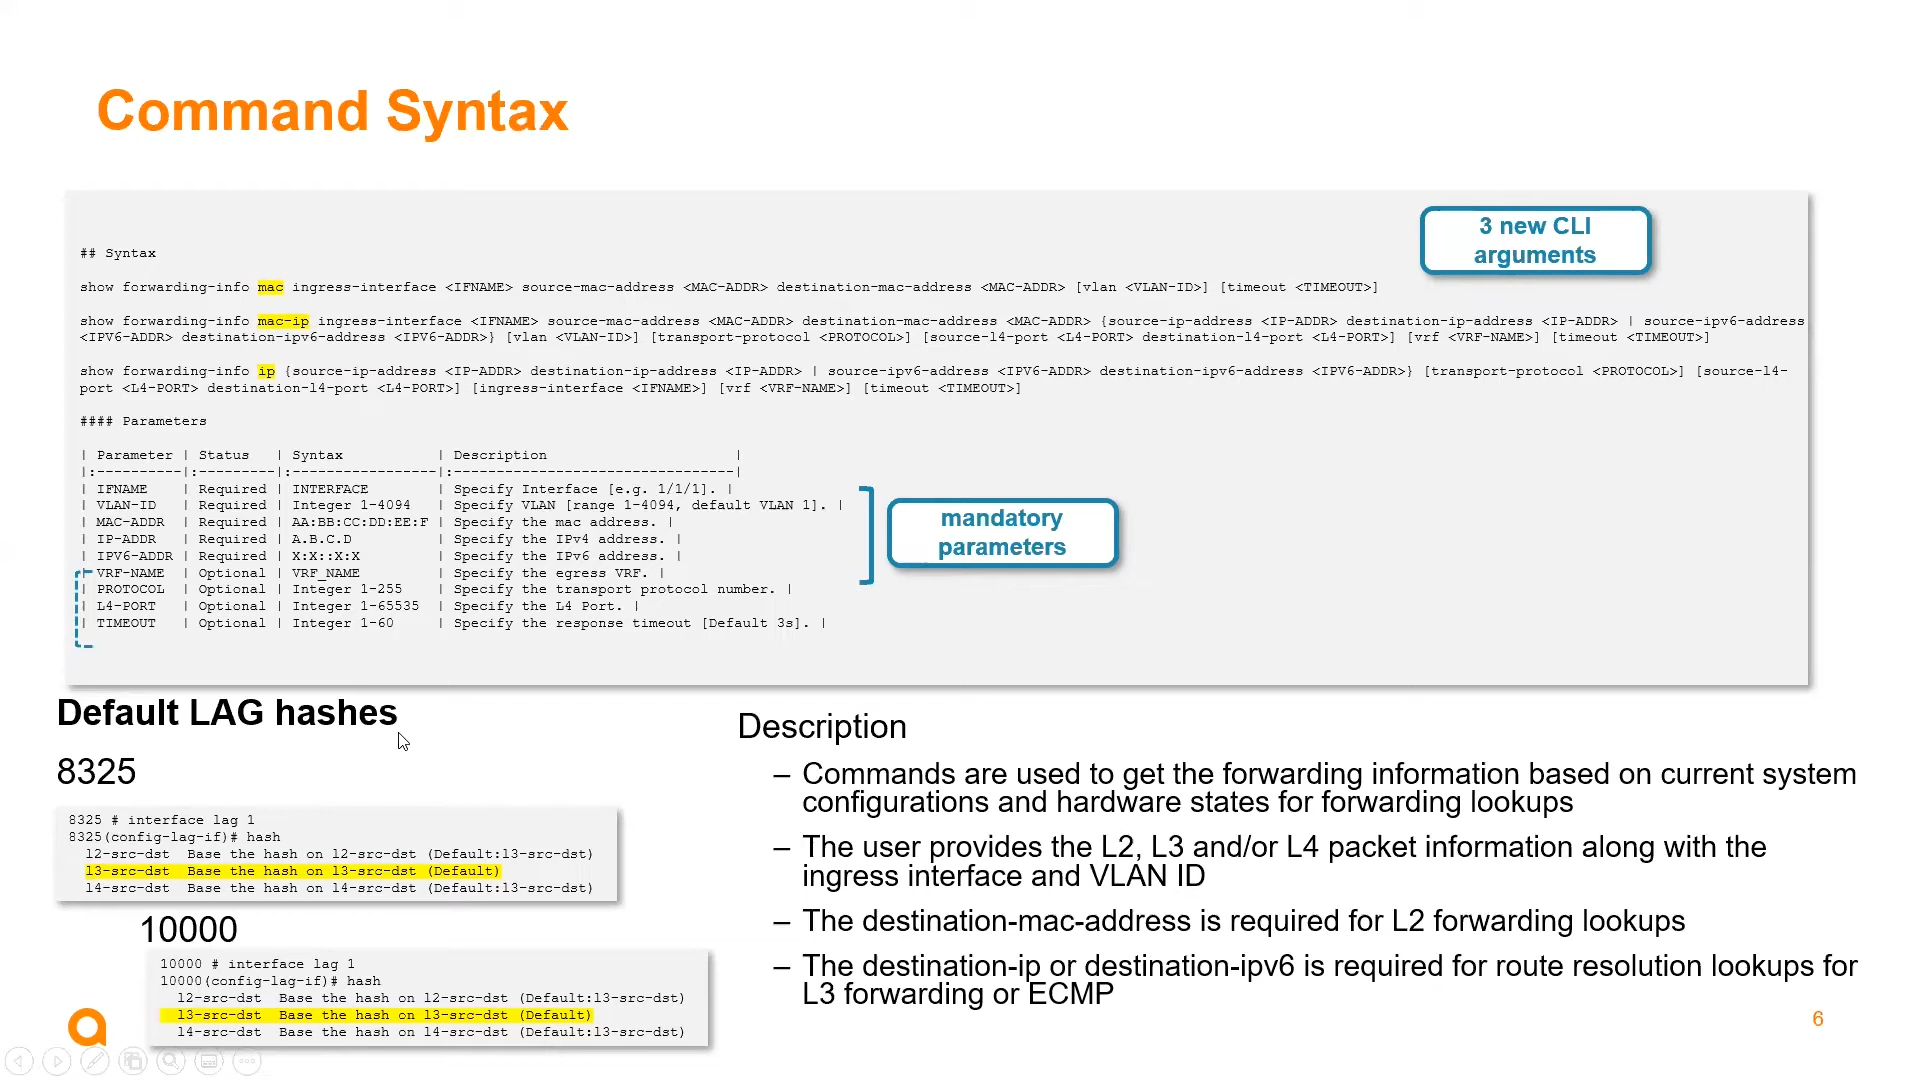 Command Syntax
3 new CLI
arguments
## Syntax
show forwarding-info mac ingress-interface <IFNAME> source-mac-address <MAC-ADDR> destination-mac-address <MAC-ADDR> [vlan <VLAN-ID>] [timeout <TIMEOUT>]
show forwarding-info mac-ip ingress-interface <IFNAME> source-mac-address <MAC-ADDR> destination-mac-address <MAC-ADDR> {source-ip-address <IP-ADDR> destination-ip-address <IP-ADDR> | source-ipv6-address
<IPV6-ADDR> destination-ipv6-address <IPV6-ADDR>} [vlan <VLAN-ID>] [transport-protocol <PROTOCOL>] [source-l4-port <L4-PORT> destination-l4-port <L4-PORT>] [vrf <VRF-NAME>] [timeout <TIMEOUT>]
show forwarding-info ip {source-ip-address <IP-ADDR> destination-ip-address <IP-ADDR> | source-ipv6-address <IPV6-ADDR> destination-ipv6-address <IPV6-ADDR>} [transport-protocol <PROTOCOL>] [source-l4-
port <L4-PORT> destination-l4-port <L4-PORT>] [ingress-interface <IFNAME>] [vrf <VRF-NAME>] [timeout <TIMEOUT>]
#### Parameters
| Parameter | Status | Syntax | Description |
|:----------|:---------|:-----------------|:---------------------------------|
| IFNAME | Required | INTERFACE | Specify Interface [e.g. 1/1/1]. |
| VLAN-ID | Required | Integer 1-4094 | Specify VLAN [range 1-4094, default VLAN 1]. |
| MAC-ADDR | Required | AA:BB:CC:DD:EE:F | Specify the mac address. |
| IP-ADDR | Required | A.B.C.D | Specify the IPv4 address. |
| IPV6-ADDR | Required | X:X::X:X | Specify the IPv6 address. |
| VRF-NAME | Optional | VRF_NAME | Specify the egress VRF. |
| PROTOCOL | Optional | Integer 1-255 | Specify the transport protocol number. |
| L4-PORT | Optional | Integer 1-65535 | Specify the L4 Port. |
| TIMEOUT | Optional | Integer 1-60 | Specify the response timeout [Default 3s]. |
mandatory
parameters
Default LAG hashes
8325
8325 # interface lag 1
8325(config-lag-if)# hash
l2-src-dst Base the hash on l2-src-dst (Default:l3-src-dst)
l3-src-dst Base the hash on l3-src-dst (Default)
l4-src-dst Base the hash on l4-src-dst (Default:l3-src-dst)
10000
10000 # interface lag 1
10000(config-lag-if)# hash
l2-src-dst Base the hash on l2-src-dst (Default:l3-src-dst)
l3-src-dst Base the hash on l3-src-dst (Default)
l4-src-dst Base the hash on l4-src-dst (Default:l3-src-dst)
Description
– Commands are used to get the forwarding information based on current system
configurations and hardware states for forwarding lookups
– The user provides the L2, L3 and/or L4 packet information along with the
ingress interface and VLAN ID
– The destination-mac-address is required for L2 forwarding lookups
– The destination-ip or destination-ipv6 is required for route resolution lookups for
L3 forwarding or ECMP
6